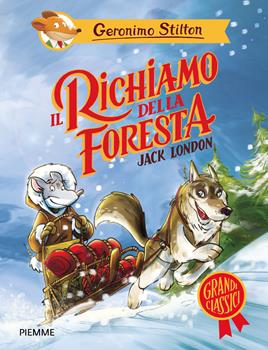 Geronimo Stilton
IL RICHIAMO
DELLA
FORESTA
JACK LONDON
GRANDI
CLASSICI
PIEMME